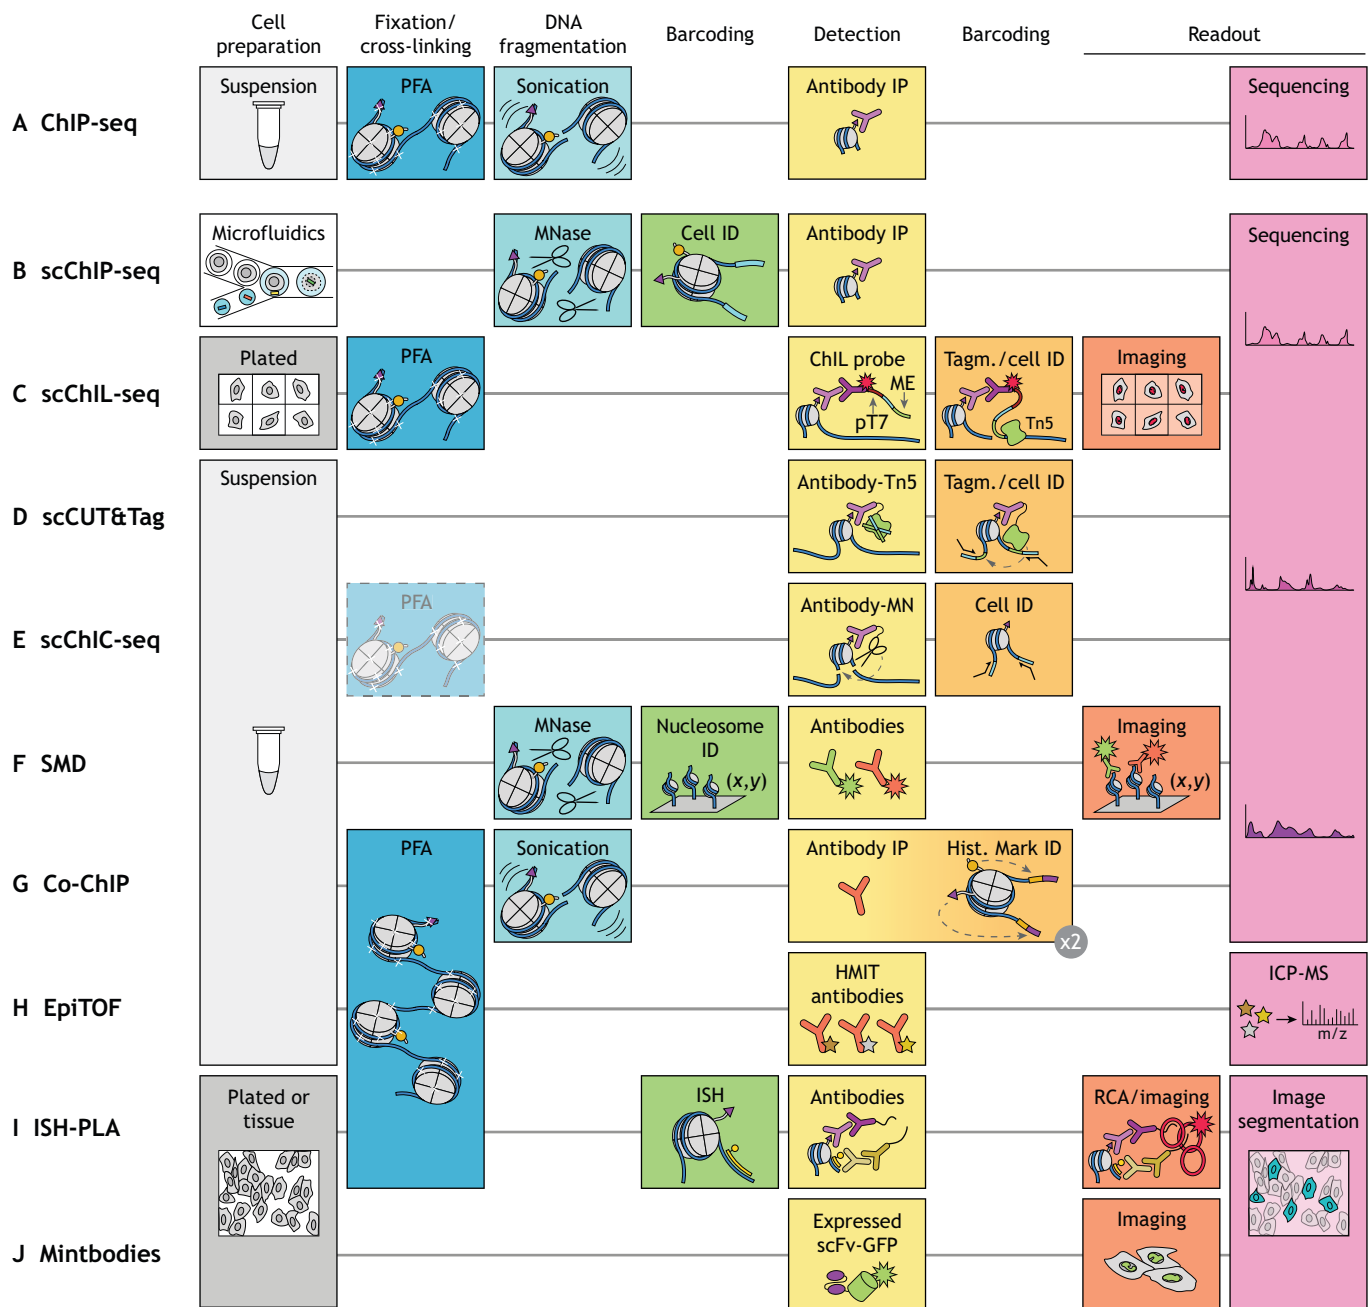 Cell
preparation
Fixation/
cross-linking
DNA
fragmentation
Barcoding
Detection
Barcoding
Readout
A ChIP-seq
Suspension
PFA
Sonication
Antibody IP
Sequencing
B scChIP-seq
Microfluidics
MNase
Cell ID
Antibody IP
Sequencing
C scChIL-seq
Plated
PFA
ChIL probe
ME
pT7
Tagm./cell ID
Tn5
Imaging
D scCUT&Tag
Suspension
Antibody-Tn5
Tagm./cell ID
E scChIC-seq
PFA
Antibody-MN
Cell ID
F SMD
MNase
Nucleosome
ID
(x,y)
Antibodies
Imaging
(x,y)
G Co-ChIP
PFA
Sonication
Antibody IP
Hist. Mark ID
x2
H EpiTOF
HMIT
antibodies
ICP-MS
m/z
I ISH-PLA
Plated or
tissue
ISH
Antibodies
RCA/imaging
Image
segmentation
J Mintbodies
Expressed
scFv-GFP
Imaging